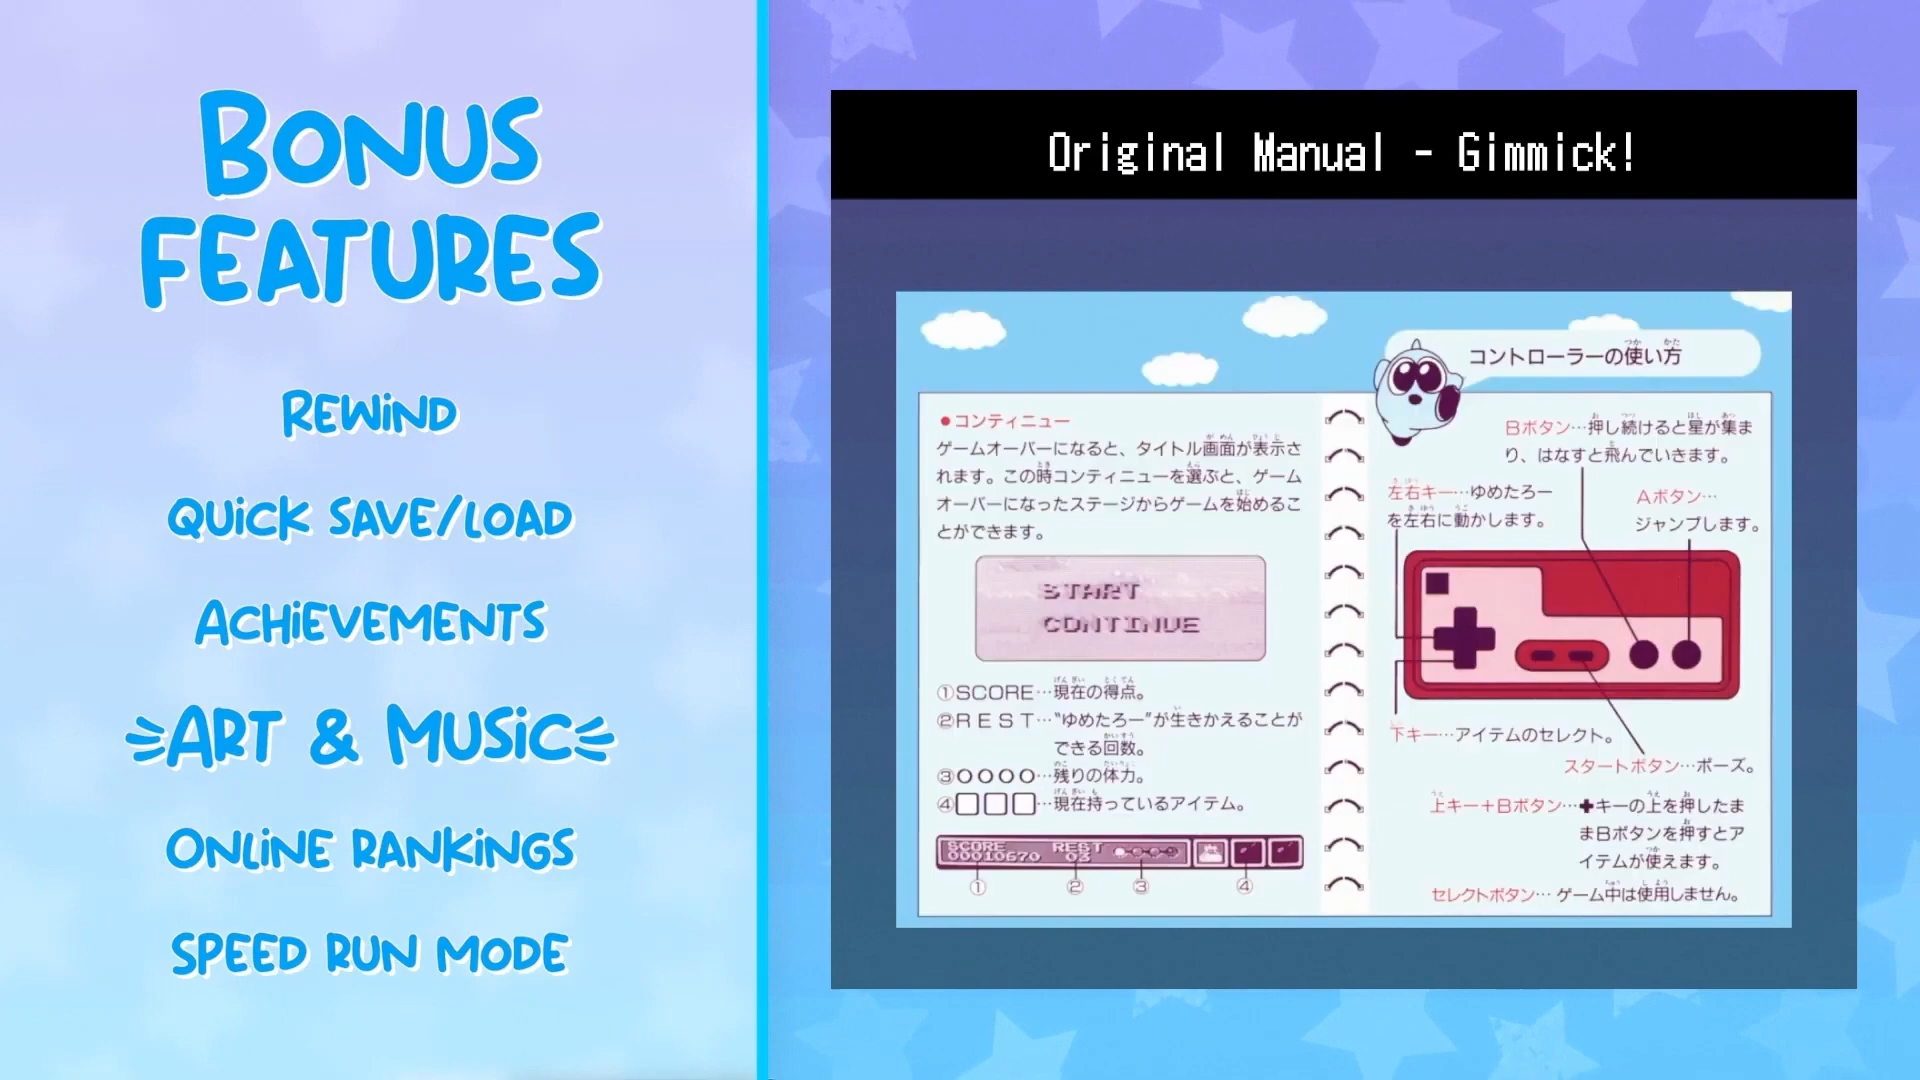 BONUS
FEATURES
REWIND
QUICK SAVE/LOAD
ACHIEVEMENTS
ART & MUSIC
ONLINE RANKINGS
SPEED RUN MODE
Original Manual - Gimmick!
●コンティニュー
ゲームオーバーになると、タイトル画面が表示さ
れます。この時コンティニューを選ぶと、ゲーム
オーバーになったステージからゲームを始めるこ
とができます。
START
CONTINUE
①SCORE…現在の得点。
②REST…“ゆめたろー”が生きかえることが
できる回数。
③○○○○…残りの体力。
④□□□…現在持っているアイテム。
SCORE REST
00010670 03
① ② ③ ④
コントローラーの使い方
Bボタン…押し続けると星が集ま
り、はなすと飛んでいきます。
左右キー…ゆめたろー
を左右に動かします。
Aボタン…
ジャンプします。
下キー…アイテムのセレクト。
スタートボタン…ポーズ。
上キー+Bボタン…✚キーの上を押したま
まBボタンを押すとア
イテムが使えます。
セレクトボタン…ゲーム中は使用しません。